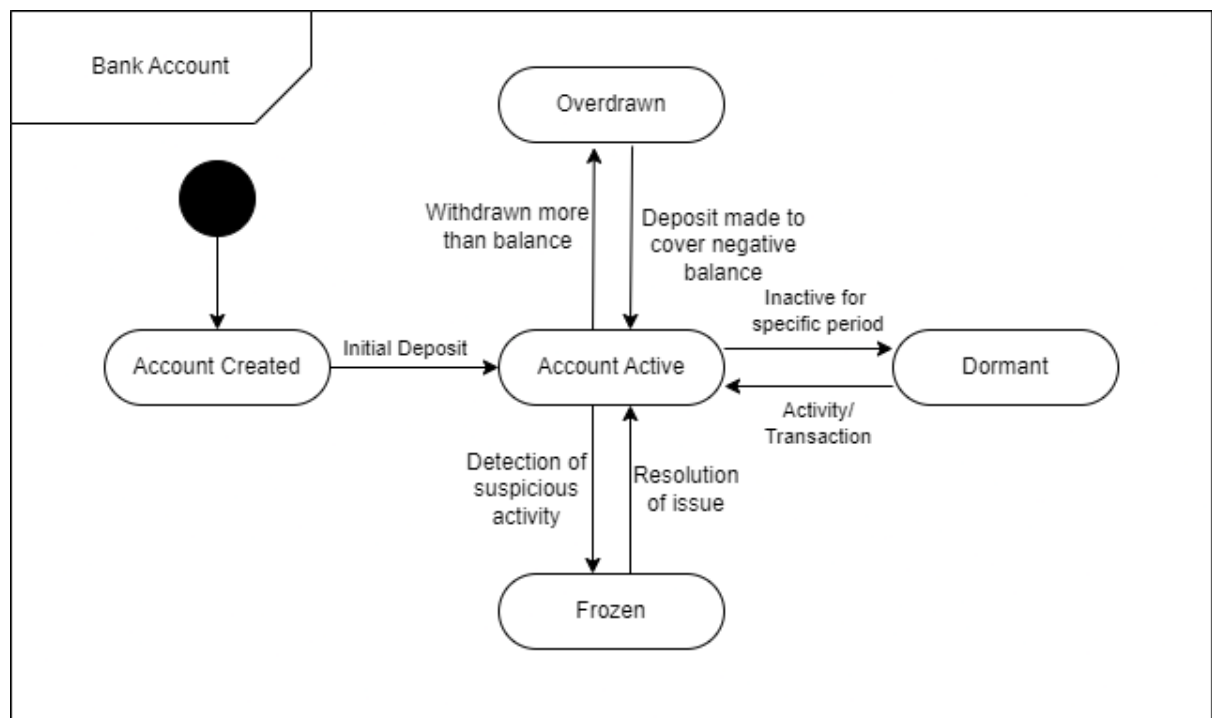 Bank Account
Overdrawn
Withdrawn more
than balance
Deposit made to
cover negative
balance
Inactive for
specific period
Account Created
Initial Deposit
Account Active
Dormant
Activity/
Transaction
Detection of
suspicious
activity
Resolution
of issue
Frozen